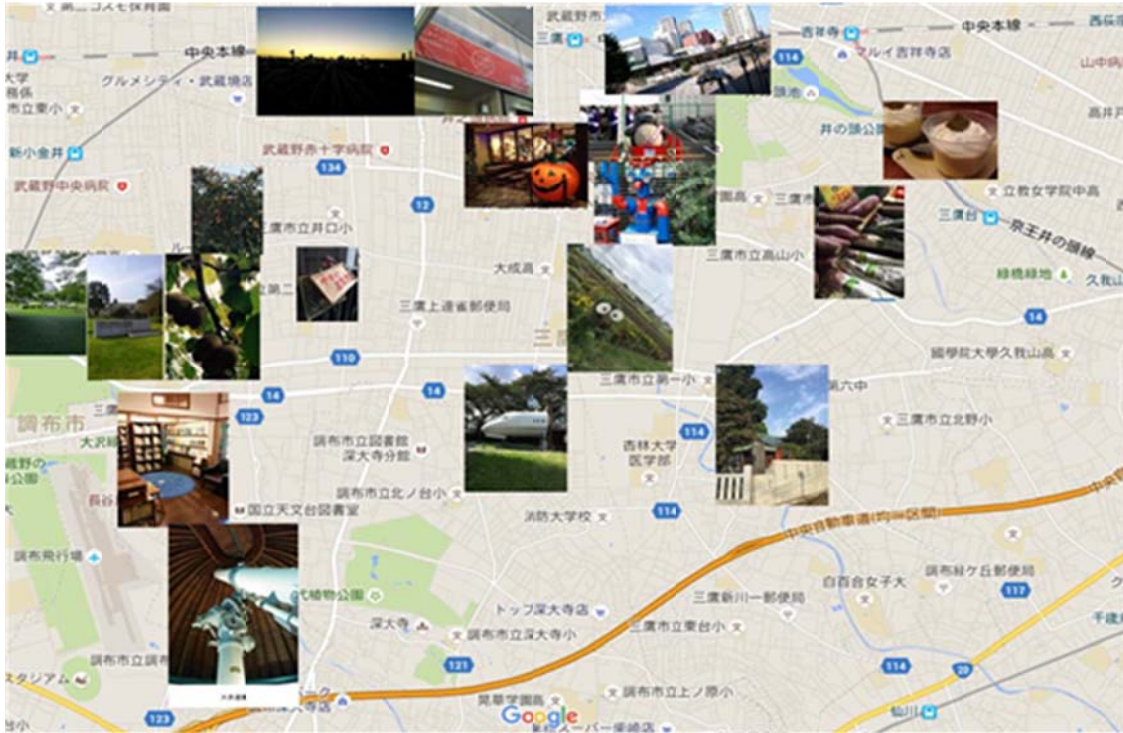 中央本線
武蔵野市
三鷹
吉祥寺
中央本線
西荻窪
114
マルイ吉祥寺店
グルメシティ・武蔵境店
市立東小
井の頭公園
新小金井
武蔵野赤十字病院
134
武蔵野中央病院
12
立教女学院中高
三鷹台
京王井の頭線
三鷹市立井口小
三鷹市立高山小
緑橋緑地
久我山
大成高
三鷹上連雀郵便局
14
110
國學院大學久我山高
三鷹市立第一小
第六中
14
14
123
調布市
三鷹市立北野小
114
調布市立図書館
深大寺分館
杏林大学
医学部
調布市立北ノ台小
国立天文台図書室
消防大学校
114
中央自動車道(均一区間)
調布飛行場
白百合女子大
調布緑ケ丘郵便局
117
三鷹新川一郵便局
トップ深大寺店
深大寺
調布市立深大寺小
三鷹市立東台小
121
114
20
スタジアム
晃華学園高
調布市立上ノ原小
123
Google
仙川